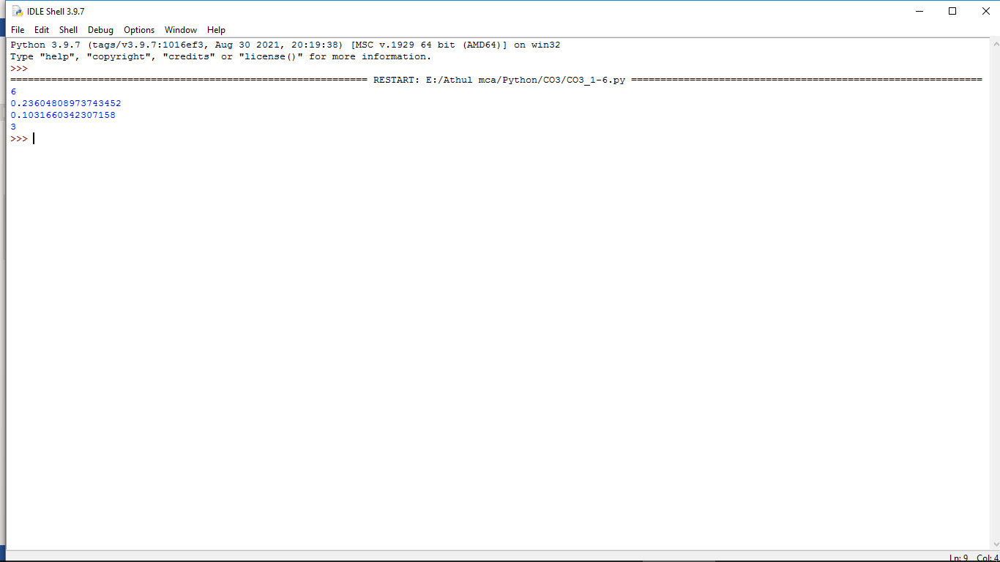 IDLE Shell 3.9.7
File Edit Shell Debug Options Window Help
Python 3.9.7 (tags/v3.9.7:1016ef3, Aug 30 2021, 20:19:38) [MSC v.1929 64 bit (AMD64)] on win32
Type "help", "copyright", "credits" or "license()" for more information.
>>>
============================================================= RESTART: E:/Athul mca/Python/CO3/CO3_1-6.py ============================================================
6
0.23604808973743452
0.1031660342307158
3
>>>
Ln: 9 Col: 4